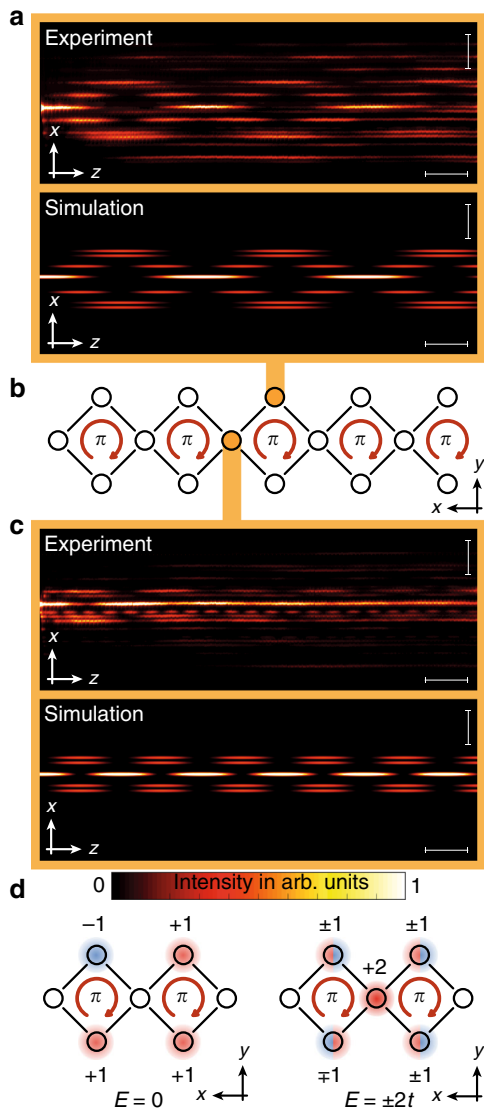 a
Experiment
x
z
Simulation
x
z
b
π π π π π
y
x
c
Experiment
x
z
Simulation
x
z
0 Intensity in arb. units 1
d
−1 +1 ±1 ±1
+2
π π π π
+1 +1 ∓1 ±1
y y
E = 0 x E = ±2t x